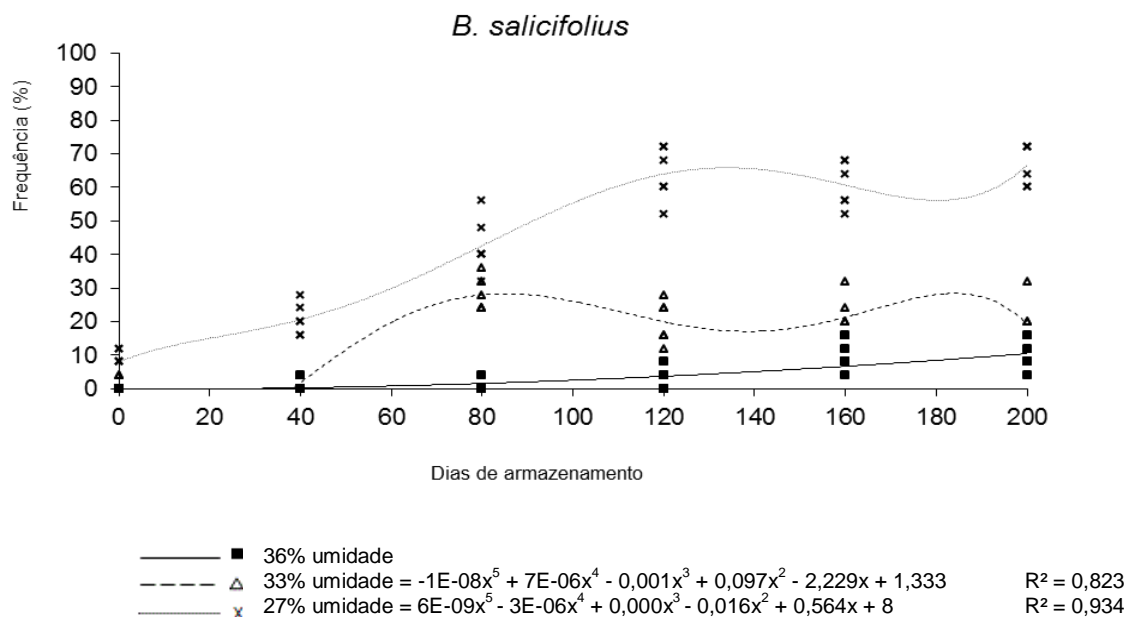 B. salicifolius
Frequência (%)
100
90
80
70
60
50
40
30
20
10
0
0 20 40 60 80 100 120 140 160 180 200
Dias de armazenamento
36% umidade
33% umidade = -1E-08x⁵ + 7E-06x⁴ - 0,001x³ + 0,097x² - 2,229x + 1,333 R² = 0,823
27% umidade = 6E-09x⁵ - 3E-06x⁴ + 0,000x³ - 0,016x² + 0,564x + 8 R² = 0,934